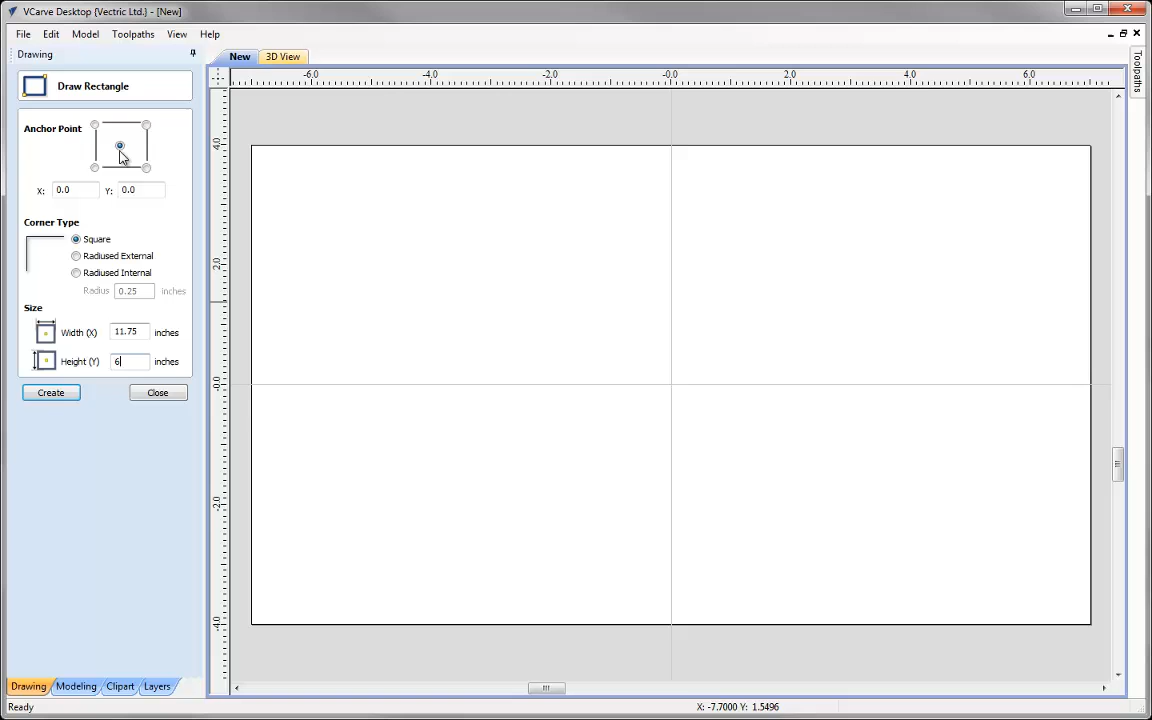 VCarve Desktop {Vectric Ltd.} - [New]
File Edit Model Toolpaths View Help
Drawing
New 3D View
Toolpaths
Draw Rectangle
-6.0 -4.0 -2.0 -0.0 2.0 4.0 6.0
Anchor Point
X: 0.0 Y: 0.0
Corner Type
Square
Radiused External
Radiused Internal
Radius 0.25 inches
Size
Width (X) 11.75 inches
Height (Y) 6 inches
Create Close
4.0
2.0
-0.0
-2.0
-4.0
Drawing Modeling Clipart Layers
Ready X: -7.7000 Y: 1.5496